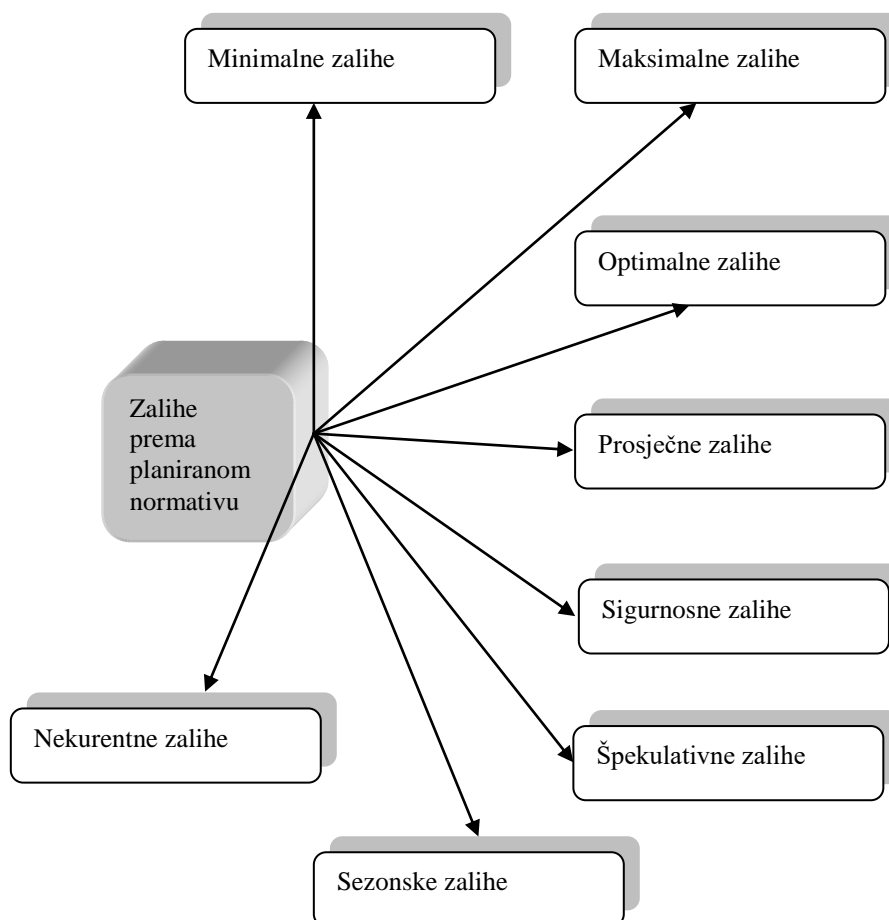 Minimalne zalihe
Maksimalne zalihe
Optimalne zalihe
Zalihe
prema
planiranom
normativu
Prosječne zalihe
Sigurnosne zalihe
Nekurentne zalihe
Špekulativne zalihe
Sezonske zalihe